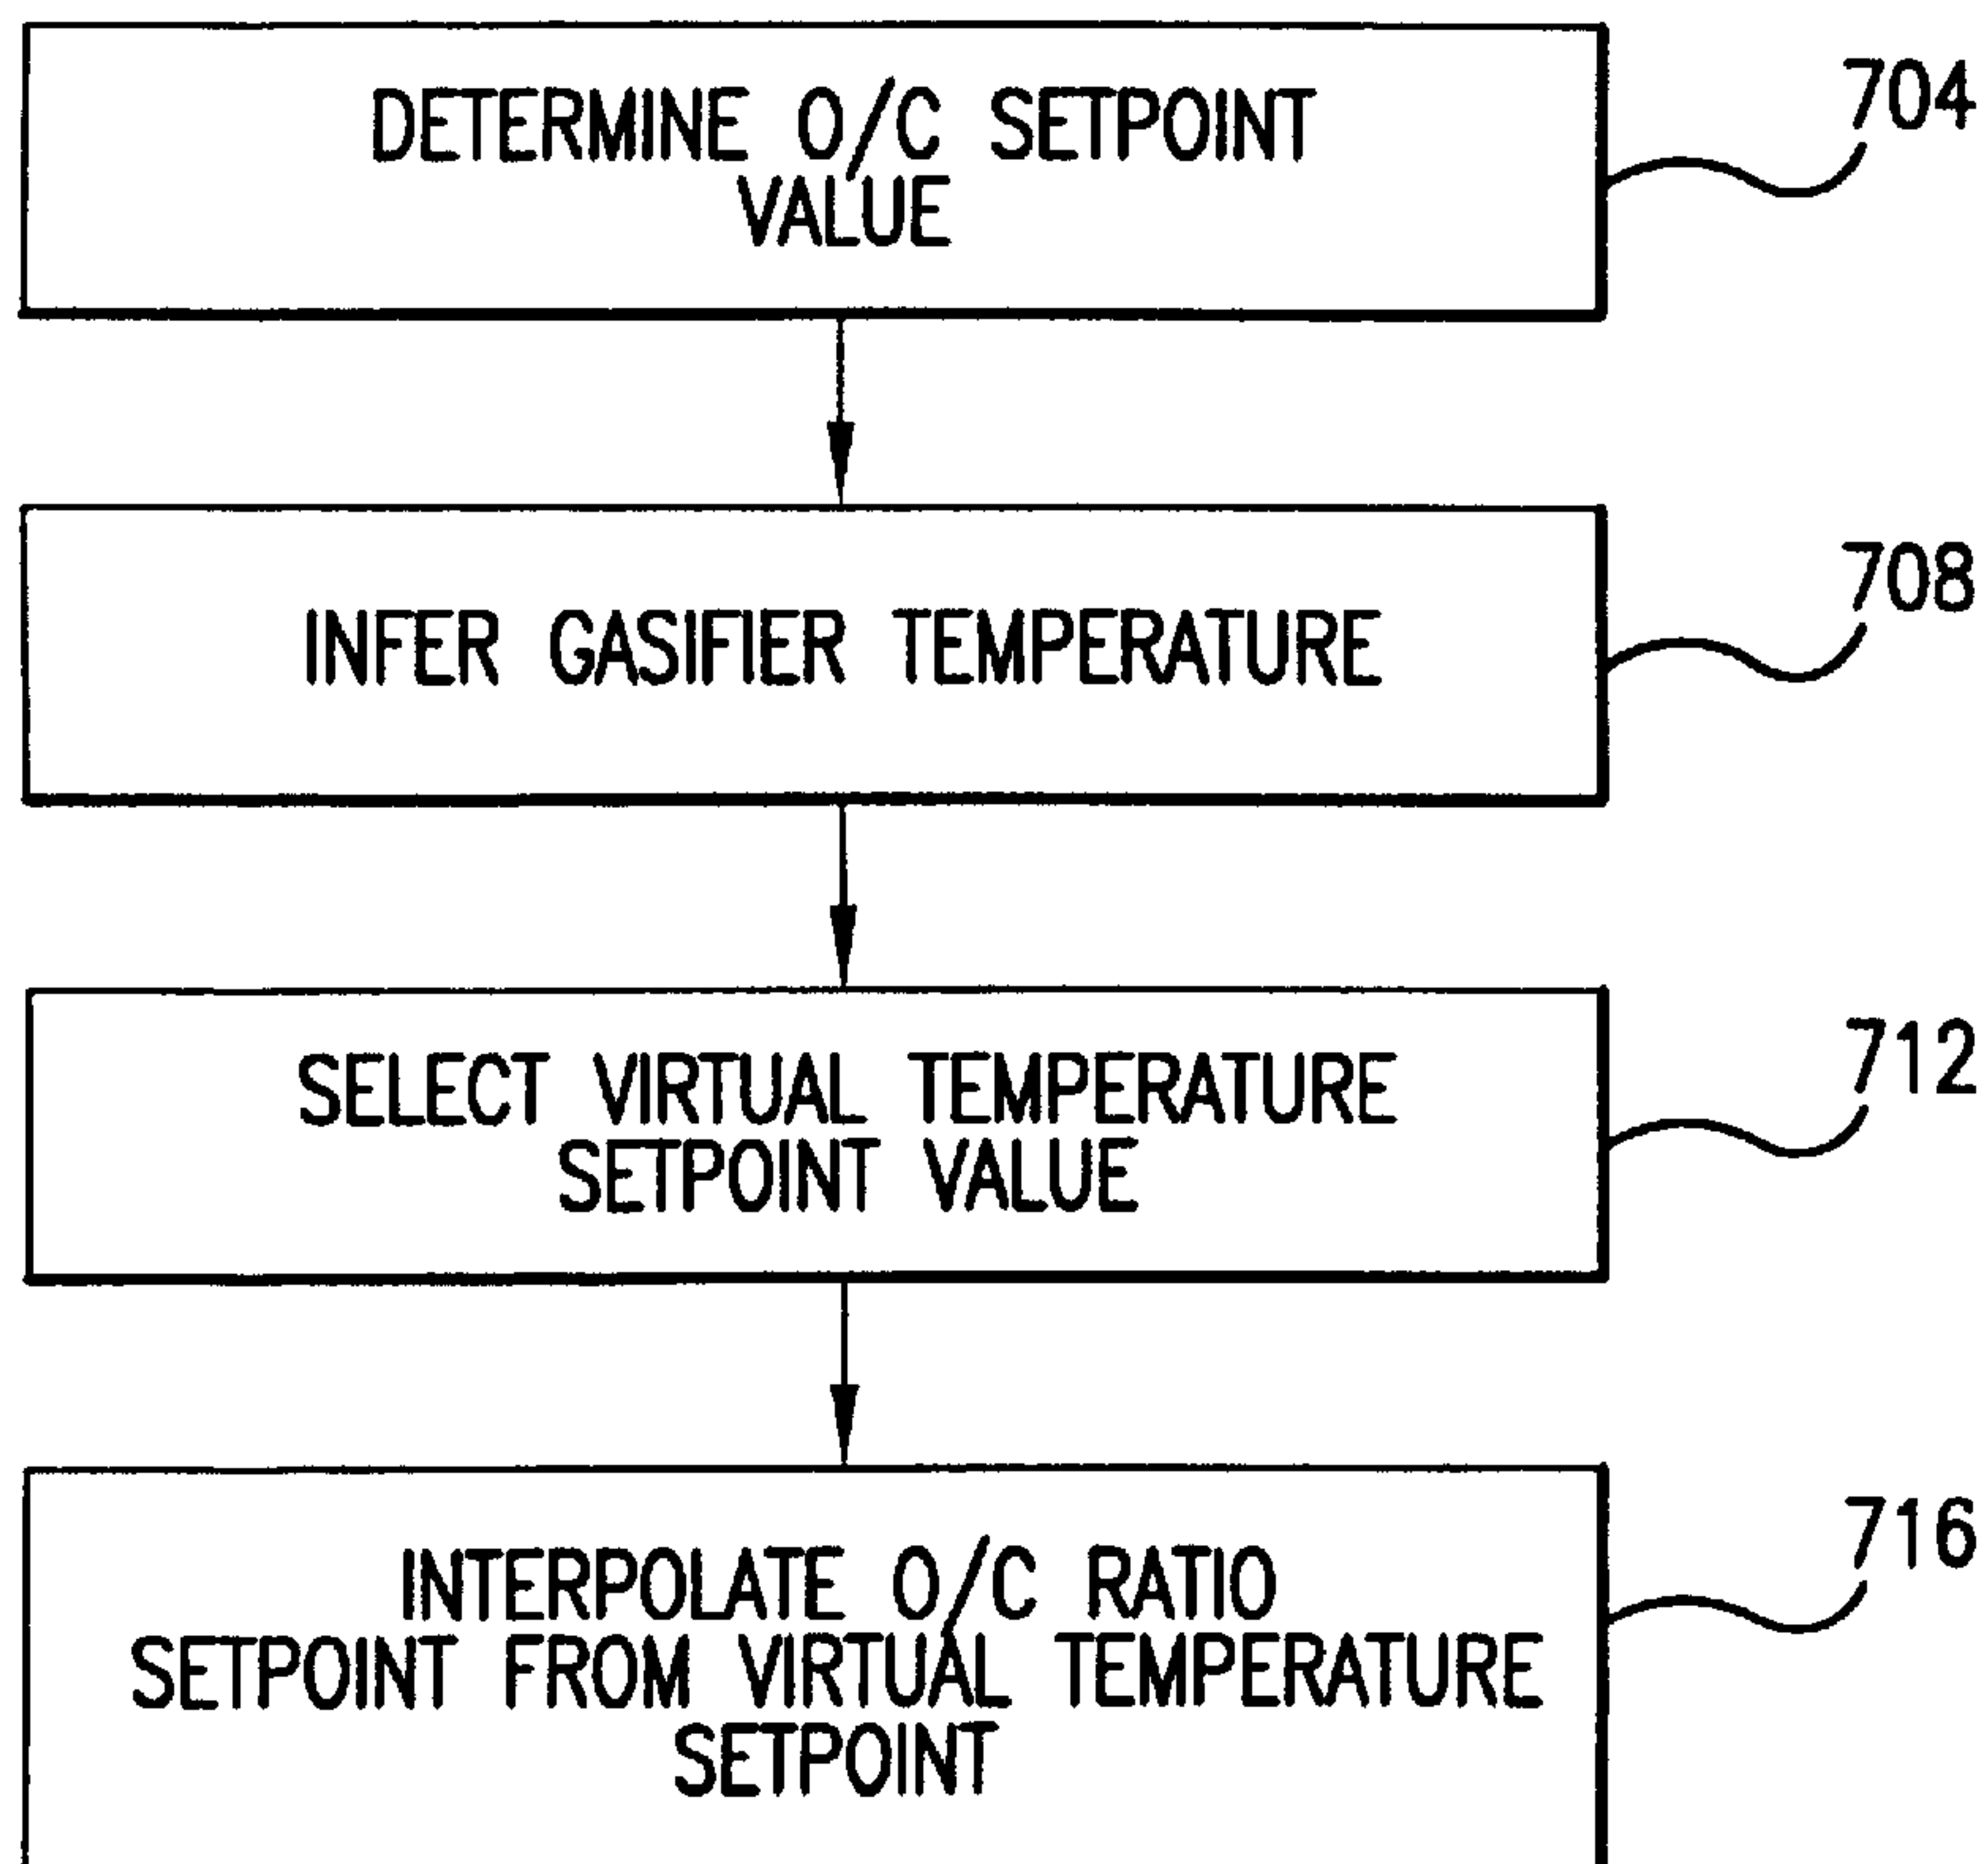 DETERMINE O/C SETPOINT
VALUE
704
INFER GASIFIER TEMPERATURE
708
SELECT VIRTUAL TEMPERATURE
SETPOINT VALUE
712
INTERPOLATE O/C RATIO
SETPOINT FROM VIRTUAL TEMPERATURE
SETPOINT
716